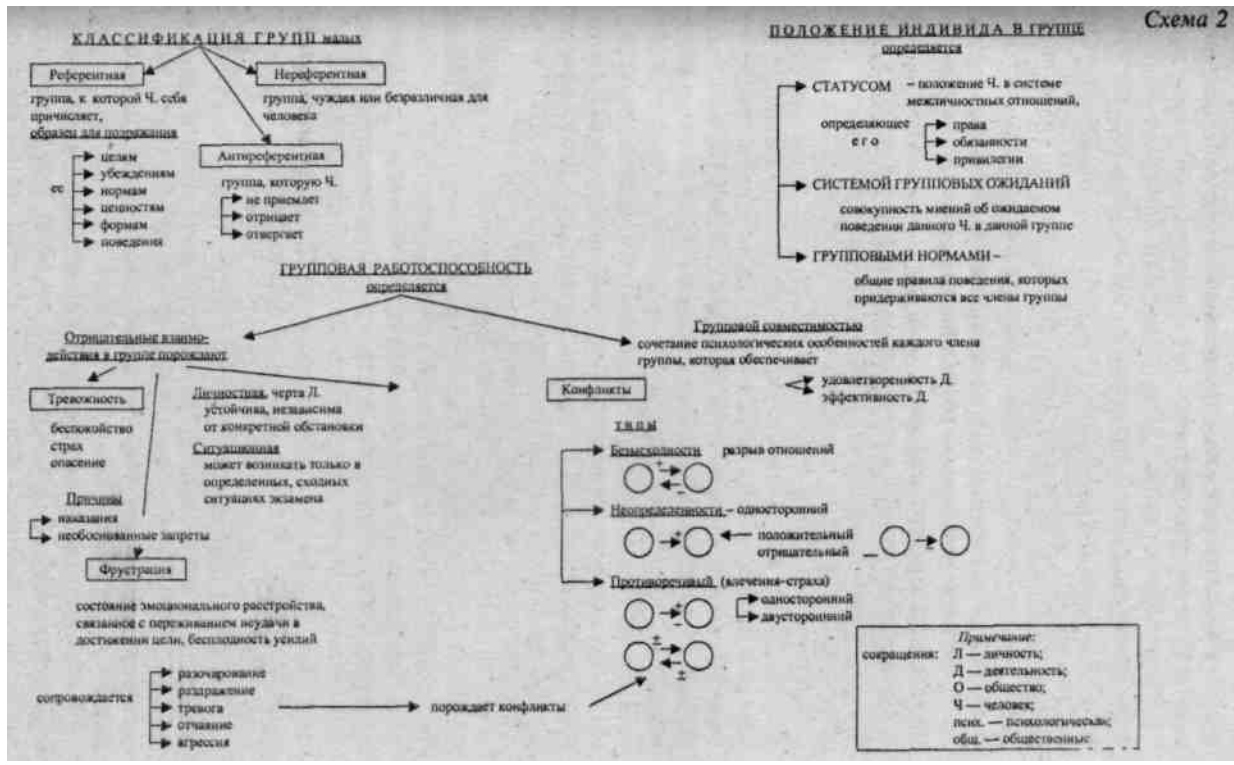 Схема 2
КЛАССИФИКАЦИЯ ГРУПП малых
Референтная
группа, к которой Ч. себя
причисляет,
образец для подражания
ее
целям
убеждениям
нормам
ценностям
формам
поведения
Нереферентная
группа, чуждая или безразличная для
человека
Антиреферентная
группа, которую Ч.
не приемлет
отрицает
отвергает
ПОЛОЖЕНИЕ ИНДИВИДА В ГРУППЕ
определяется
СТАТУСОМ – положение Ч. в системе
межличностных отношений,
определяющее
его
права
обязанности
привилегии
СИСТЕМОЙ ГРУППОВЫХ ОЖИДАНИЙ
совокупность мнений об ожидаемом
поведении данного Ч. в данной группе
ГРУППОВЫМИ НОРМАМИ –
общие правила поведения, которых
придерживаются все члены группы
ГРУППОВАЯ РАБОТОСПОСОБНОСТЬ
определяется
Отрицательные взаимо-
действия в группе порождают
Тревожность
беспокойство
страх
опасение
Личностная, черта Л.
устойчива, независима
от конкретной обстановки
Ситуационная
может возникать только в
определенных, сходных
ситуациях экзамена
Причины
наказания
необоснованные запреты
Фрустрация
состояние эмоционального расстройства,
связанное с переживанием неудачи в
достижении цели, бесплодность усилий
сопровождается
разочарование
раздражение
тревога
отчаяние
агрессия
порождает конфликты
Групповой совместимостью
сочетание психологических особенностей каждого члена
группы, которая обеспечивает
удовлетворенность Д.
эффективность Д.
Конфликты
типы
Безысходности разрыв отношений
+
–
Неопределенности – односторонний
+
положительный
отрицательный
–
Противоречивый (влечения–страха)
+
–
односторонний
двусторонний
±
±
Примечание:
сокращения: Л — личность;
Д — деятельность;
О — общество;
Ч — человек;
псих. — психологическая;
общ. — общественные